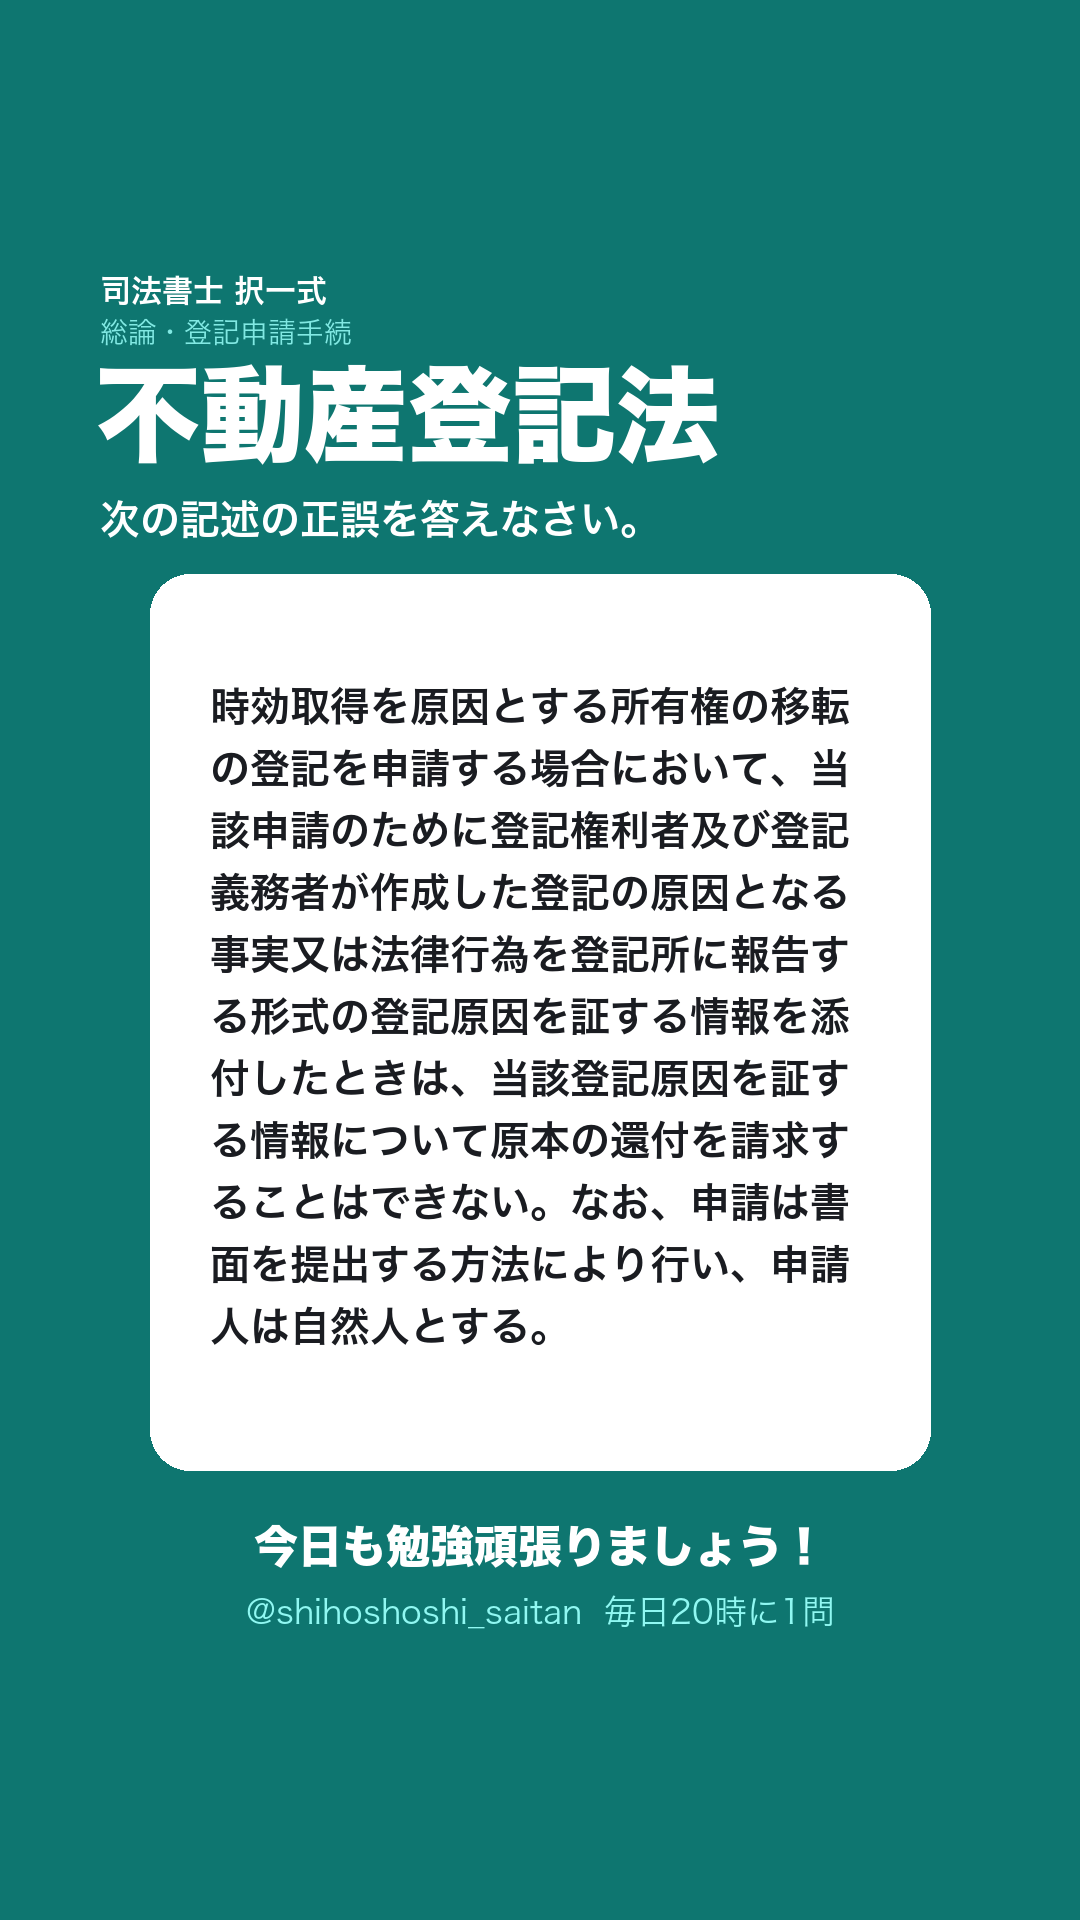 司法書士 択一式
総論・登記申請手続
不動産登記法
次の記述の正誤を答えなさい。
時効取得を原因とする所有権の移転
の登記を申請する場合において、当
該申請のために登記権利者及び登記
義務者が作成した登記の原因となる
事実又は法律行為を登記所に報告す
る形式の登記原因を証する情報を添
付したときは、当該登記原因を証す
る情報について原本の還付を請求す
ることはできない。なお、申請は書
面を提出する方法により行い、申請
人は自然人とする。
今日も勉強頑張りましょう！
@shihoshoshi_saitan 毎日20時に1問